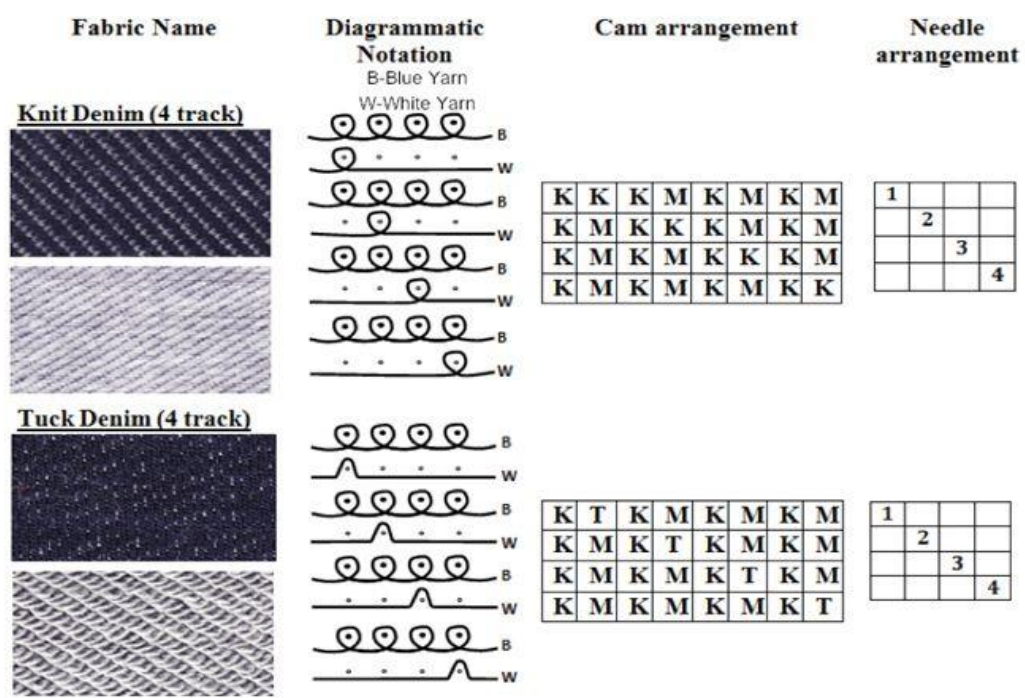 Fabric Name
Diagrammatic Notation
Cam arrangement
Needle arrangement
B-Blue Yarn
W-White Yarn
Knit Denim (4 track)
B
W
B
W
B
W
B
W
K K K M K M K M
K M K K K M K M
K M K M K K K M
K M K M K M K K
1
2
3
4
Tuck Denim (4 track)
B
W
B
W
B
W
B
W
K T K M K M K M
K M K T K M K M
K M K M K T K M
K M K M K M K T
1
2
3
4